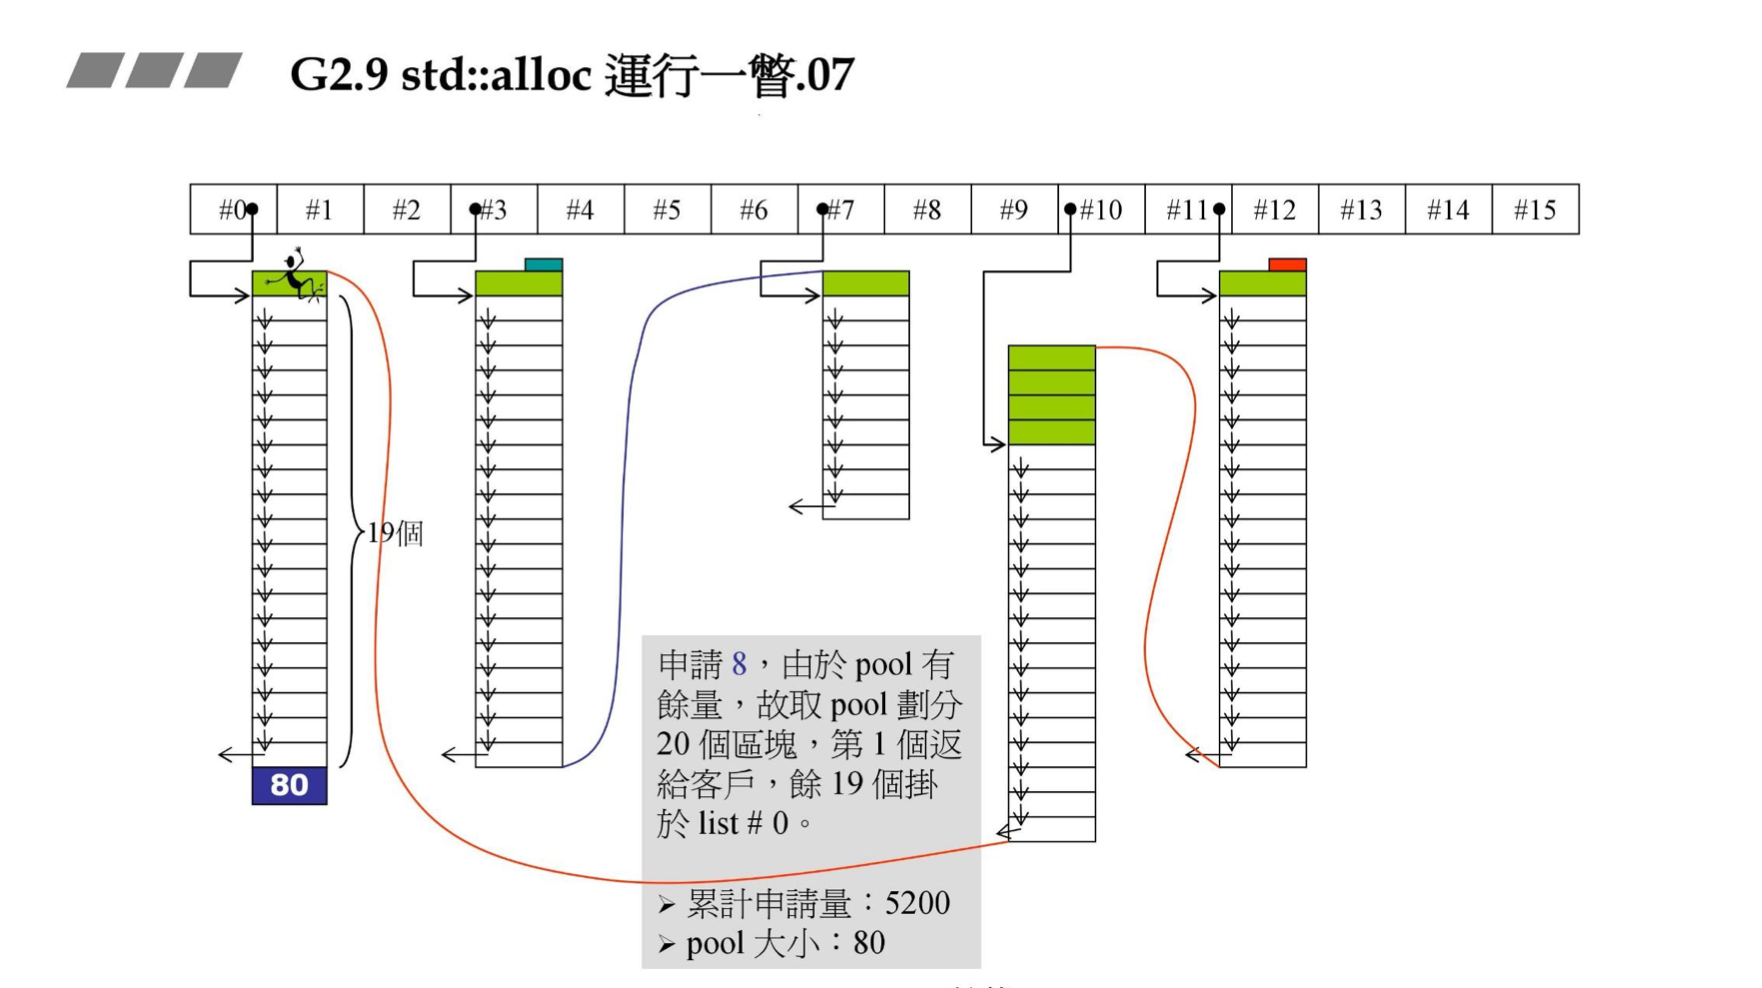 G2.9 std::alloc 運行一瞥.07
#0 #1 #2 #3 #4 #5 #6 #7 #8 #9 #10 #11 #12 #13 #14 #15
19個
80
申請 8，由於 pool 有
餘量，故取 pool 劃分
20 個區塊，第 1 個返
給客戶，餘 19 個掛
於 list # 0。
➢ 累計申請量：5200
➢ pool 大小：80